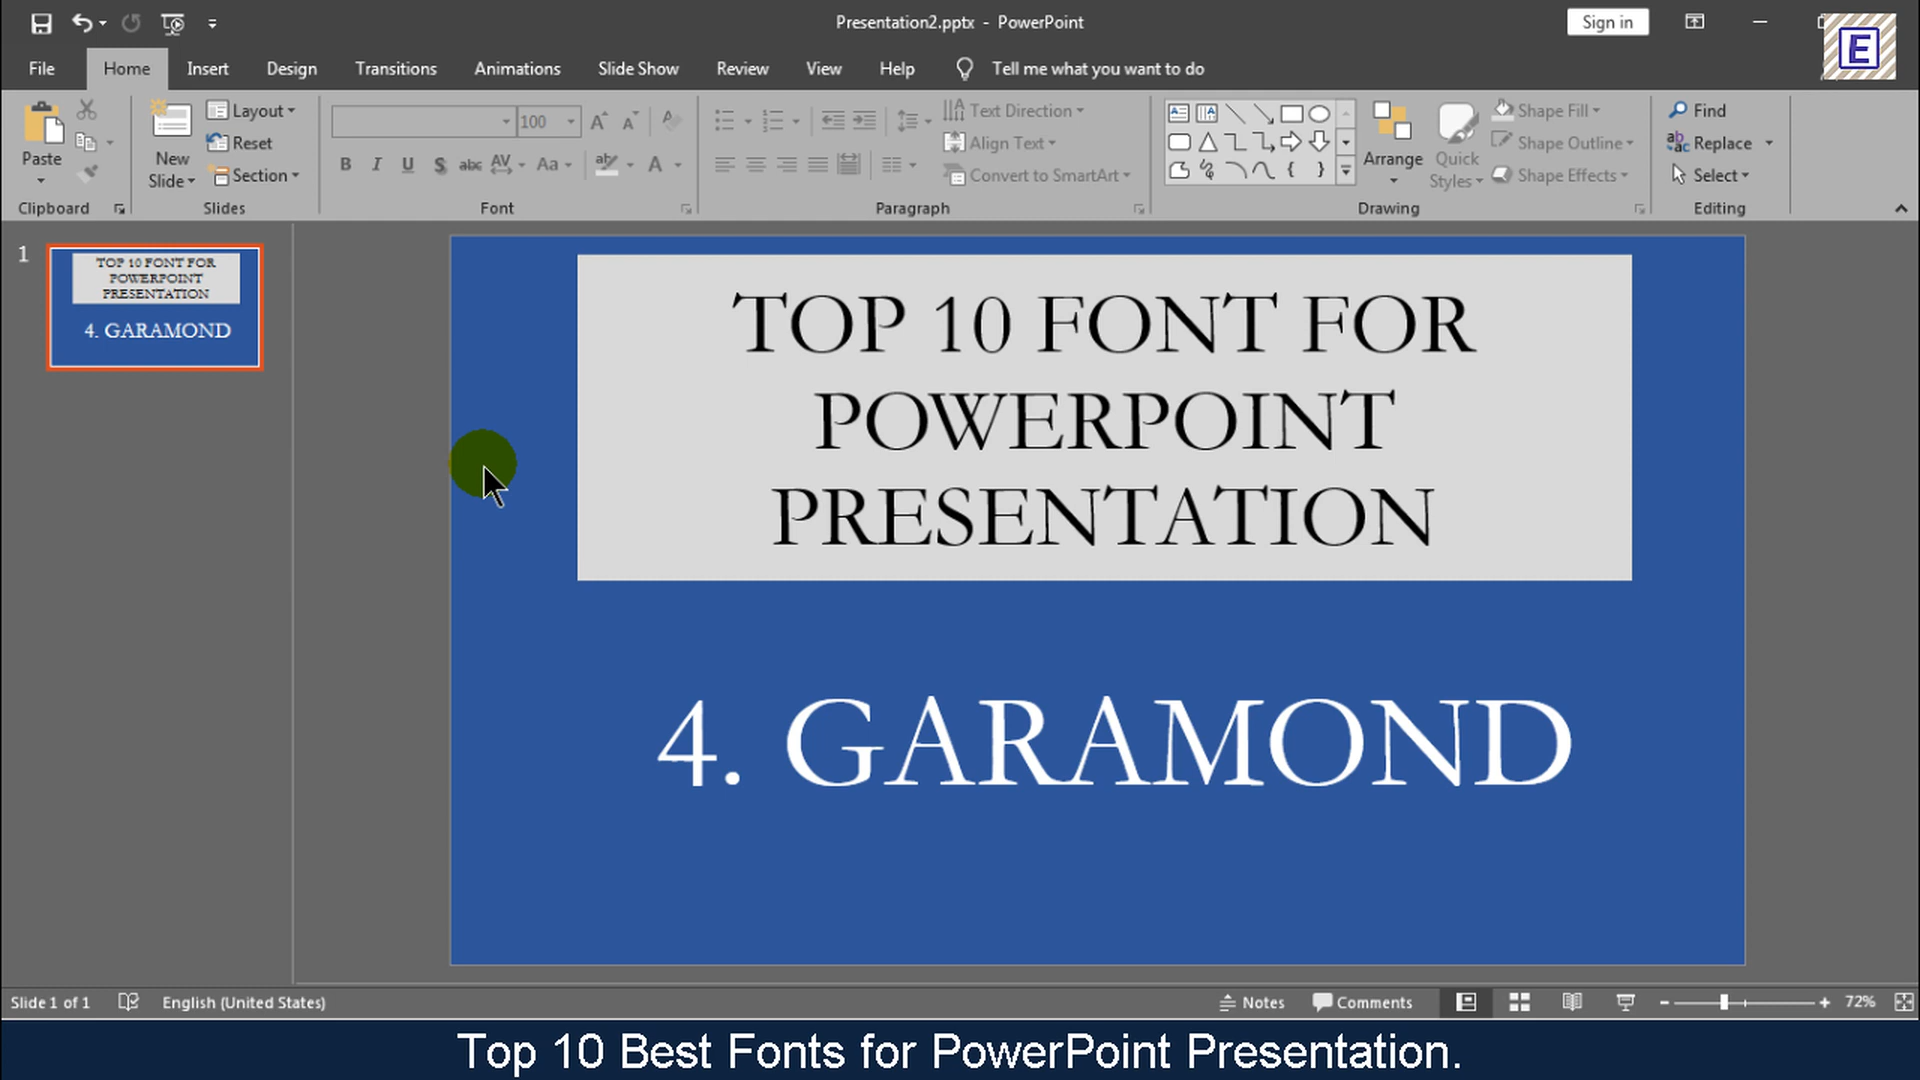 Presentation2.pptx - PowerPoint
Sign in
E
File Home Insert Design Transitions Animations Slide Show Review View Help Tell me what you want to do
Paste
Clipboard
New
Slide
Layout
Reset
Section
Slides
100
B I U S abc AV Aa A
Font
Text Direction
Align Text
Convert to SmartArt
Paragraph
Arrange
Quick
Styles
Shape Fill
Shape Outline
Shape Effects
Drawing
Find
Replace
Select
Editing
1
TOP 10 FONT FOR
POWERPOINT
PRESENTATION
4. GARAMOND
TOP 10 FONT FOR
POWERPOINT
PRESENTATION
4. GARAMOND
Slide 1 of 1 English (United States) Notes Comments 72%
Top 10 Best Fonts for PowerPoint Presentation.